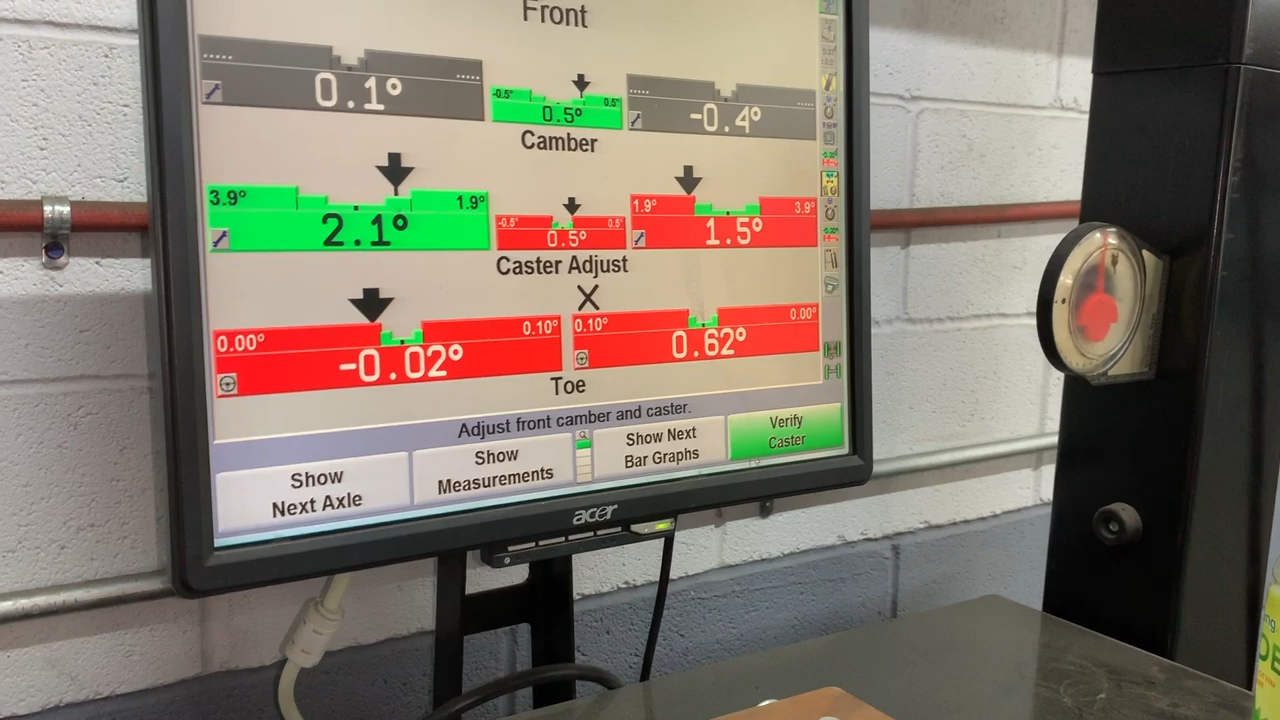 Front
0.1°
-0.5° 0.5°
0.5°
-0.4°
Camber
3.9° 1.9°
2.1°
-0.5° 0.5°
0.5°
1.9° 3.9°
1.5°
Caster Adjust
0.00° 0.10°
-0.02°
0.10° 0.00°
0.62°
Toe
Adjust front camber and caster.
Show
Next Axle
Show
Measurements
Show Next
Bar Graphs
Verify
Caster
acer